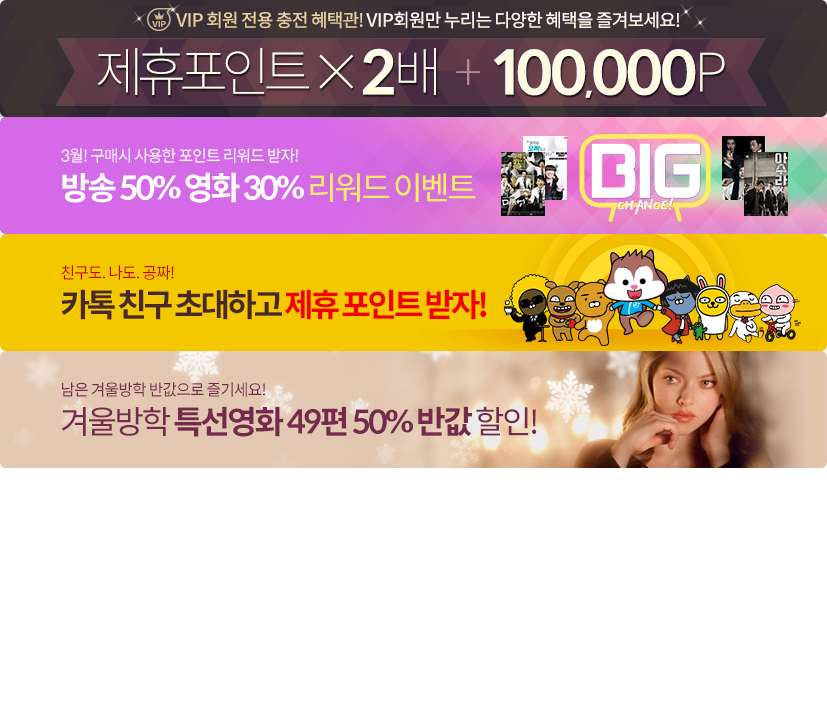 VIP VIP 회원 전용 충전 혜택관! VIP회원만 누리는 다양한 혜택을 즐겨보세요!
제휴포인트×2배 + 100,000P
3월! 구매시 사용한 포인트 리워드 받자!
방송 50% 영화 30% 리워드 이벤트
BIG
CHANCE!
아수라
친구도. 나도. 공짜!
카톡 친구 초대하고 제휴 포인트 받자!
남은 겨울방학 반값으로 즐기세요!
겨울방학 특선영화 49편 50% 반값 할인!